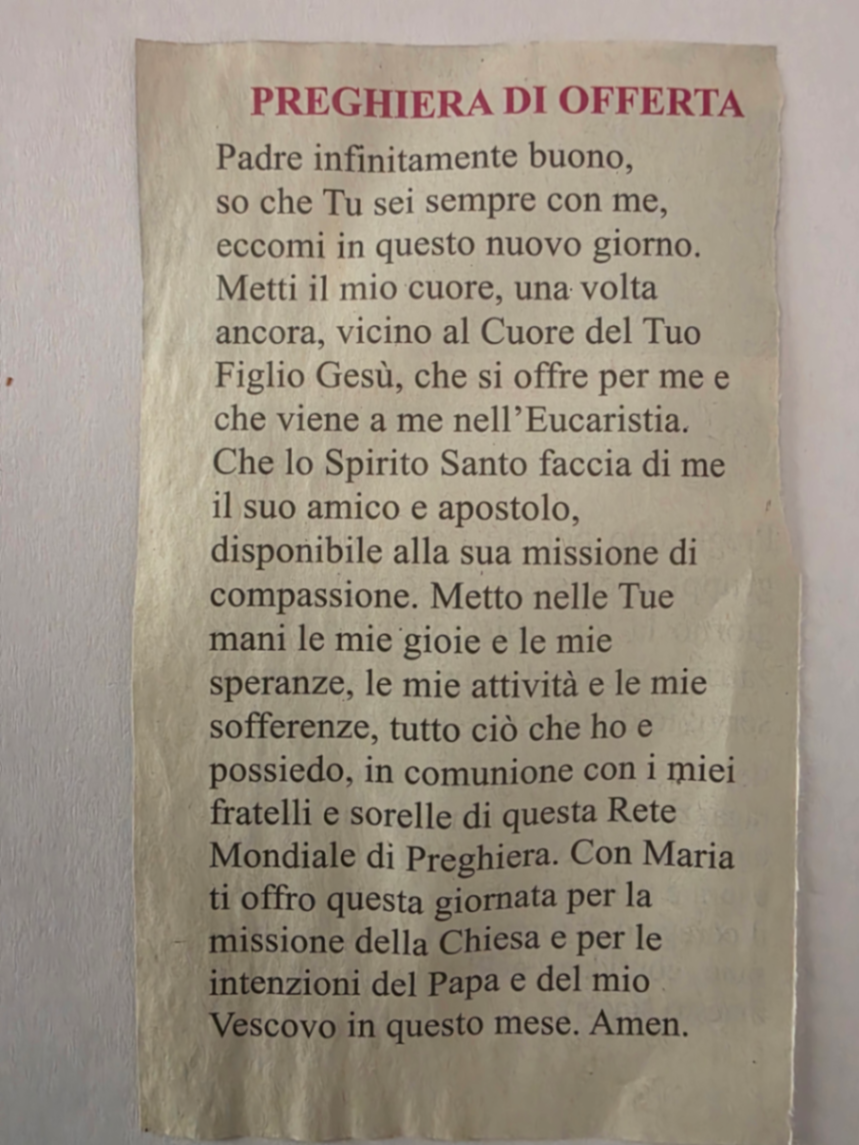 PREGHIERA DI OFFERTA
Padre infinitamente buono,
so che Tu sei sempre con me,
eccomi in questo nuovo giorno.
Metti il mio cuore, una volta
ancora, vicino al Cuore del Tuo
Figlio Gesù, che si offre per me e
che viene a me nell'Eucaristia.
Che lo Spirito Santo faccia di me
il suo amico e apostolo,
disponibile alla sua missione di
compassione. Metto nelle Tue
mani le mie gioie e le mie
speranze, le mie attività e le mie
sofferenze, tutto ciò che ho e
possiedo, in comunione con i miei
fratelli e sorelle di questa Rete
Mondiale di Preghiera. Con Maria
ti offro questa giornata per la
missione della Chiesa e per le
intenzioni del Papa e del mio
Vescovo in questo mese. Amen.